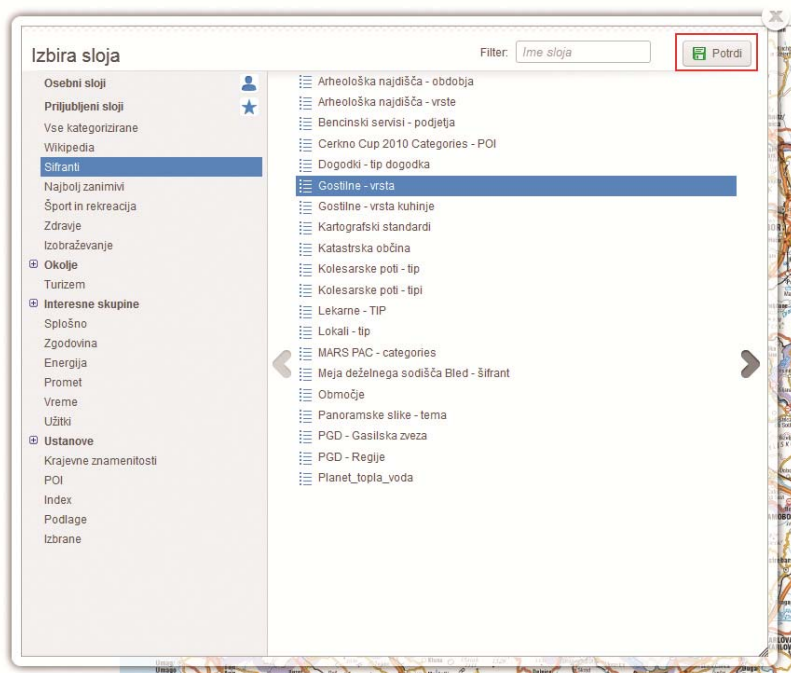 Izbira sloja
Filter: Ime sloja
Potrdi
Osebni sloji
Priljubljeni sloji
Vse kategorizirane
Wikipedia
Sifranti
Najbolj zanimivi
Šport in rekreacija
Zdravje
Izobraževanje
Okolje
Turizem
Interesne skupine
Splošno
Zgodovina
Energija
Promet
Vreme
Užitki
Ustanove
Krajevne znamenitosti
POI
Index
Podlage
Izbrane
Arheološka najdišča - obdobja
Arheološka najdišča - vrste
Bencinski servisi - podjetja
Cerkno Cup 2010 Categories - POI
Dogodki - tip dogodka
Gostilne - vrsta
Gostilne - vrsta kuhinje
Kartografski standardi
Katastrska občina
Kolesarske poti - tip
Kolesarske poti - tipi
Lekarne - TIP
Lokali - tip
MARS PAC - categories
Meja deželnega sodišča Bled - šifrant
Območje
Panoramske slike - tema
PGD - Gasilska zveza
PGD - Regije
Planet_topla_voda
Umag
Umago